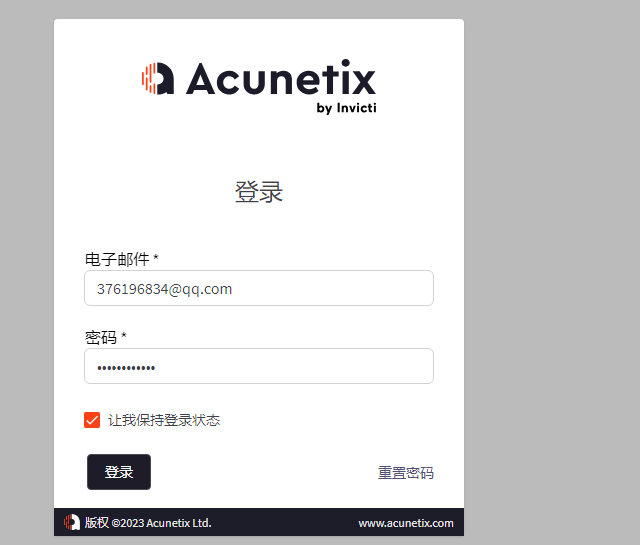 Acunetix
by Invicti
登录
电子邮件 *
376196834@qq.com
密码 *
••••••••••••
让我保持登录状态
登录
重置密码
版权 ©2023 Acunetix Ltd.
www.acunetix.com